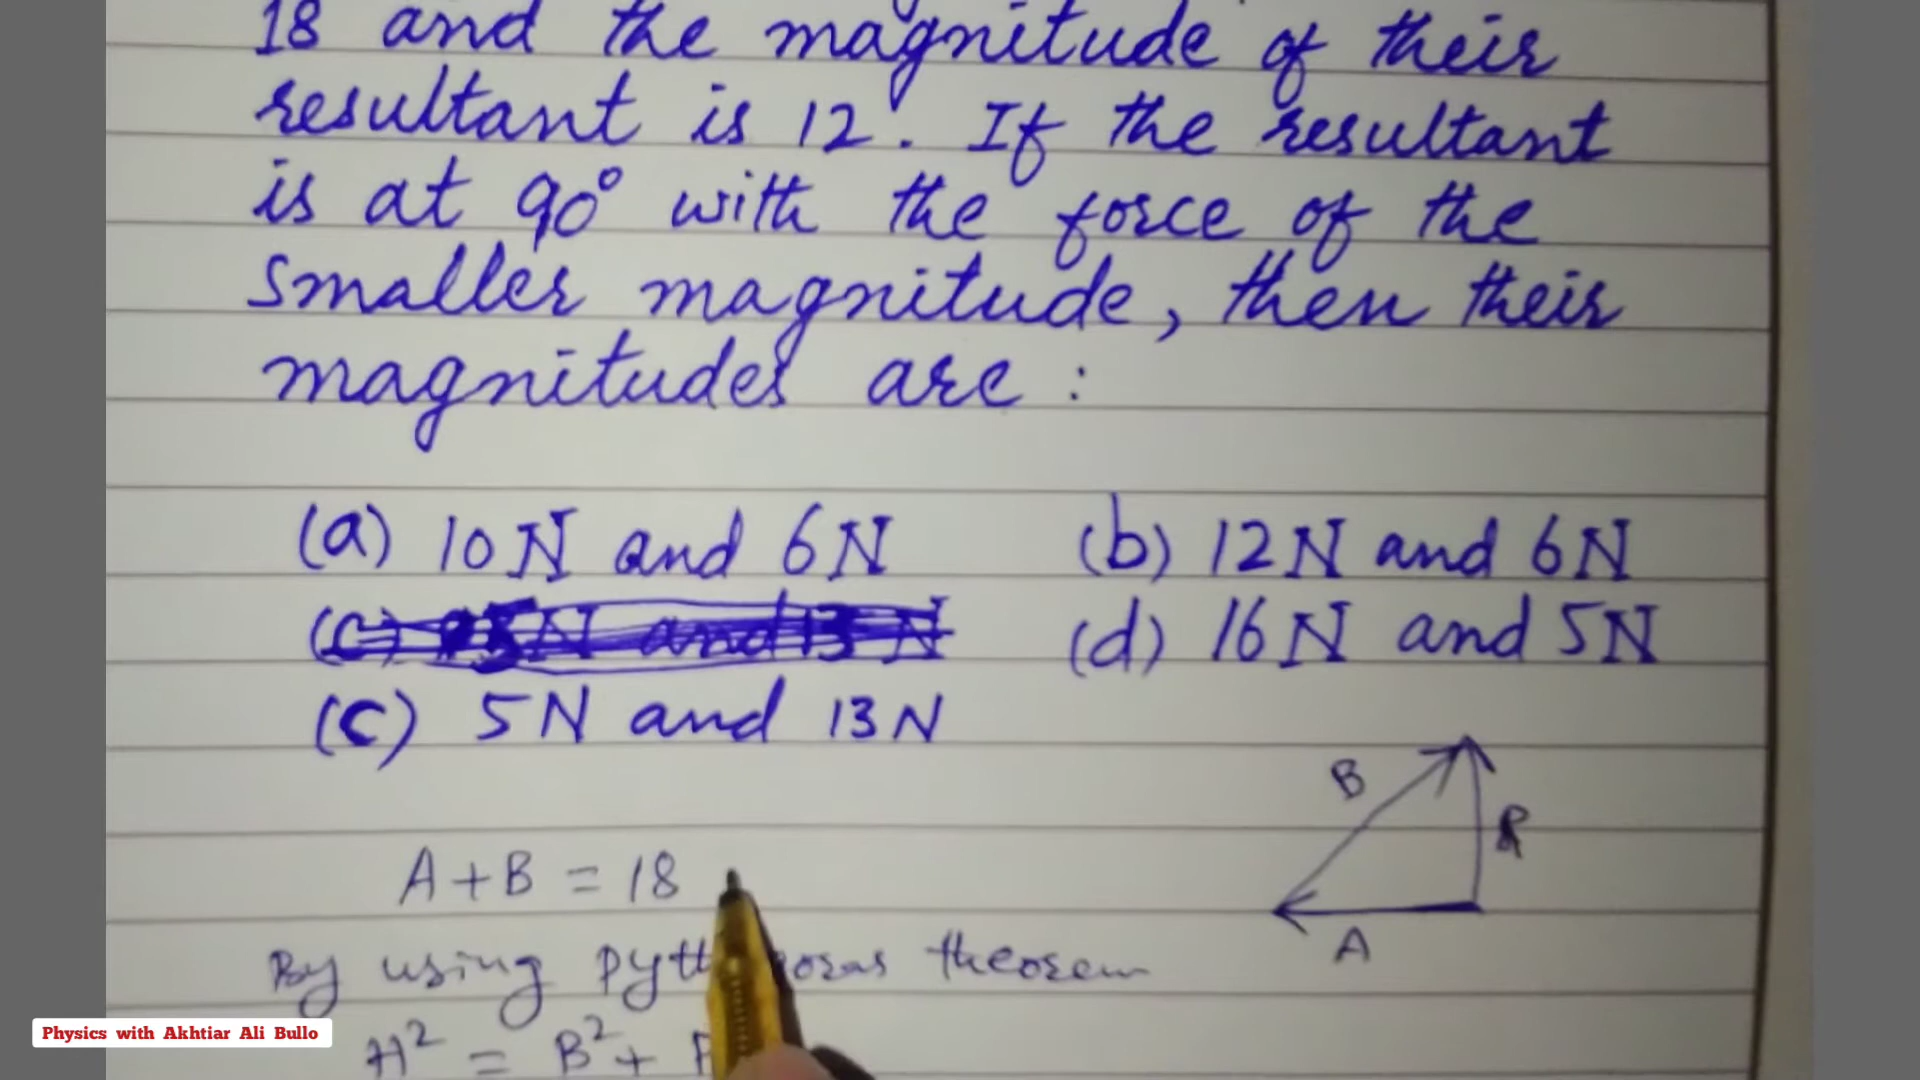 18 and the magnitude of their
resultant is 12. If the resultant
is at 90° with the force of the
smaller magnitude, then their
magnitudes are :
(a) 10N and 6N (b) 12N and 6N
(d) 16N and 5N
(c) 5N and 13N
B
R
A + B = 18
A
By using theorem
Physics with Akhtiar Ali Bullo
H² = B² +